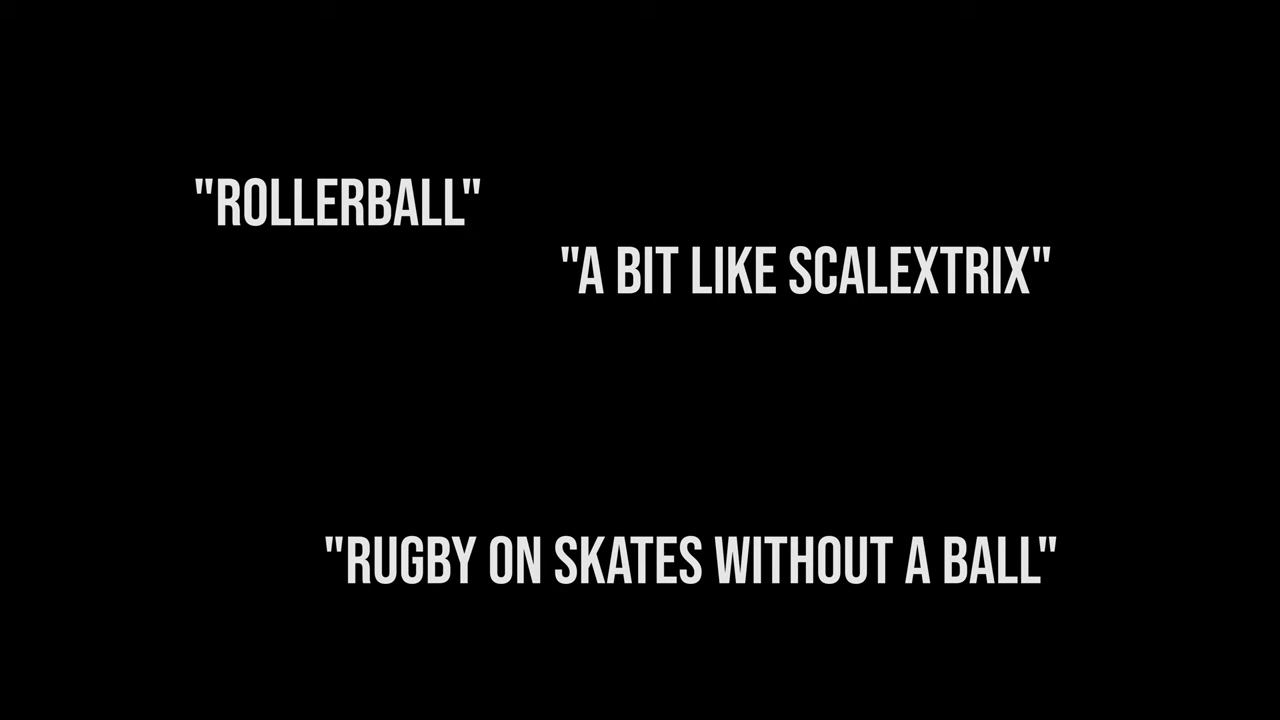 "ROLLERBALL"
"A BIT LIKE SCALEXTRIX"
"RUGBY ON SKATES WITHOUT A BALL"